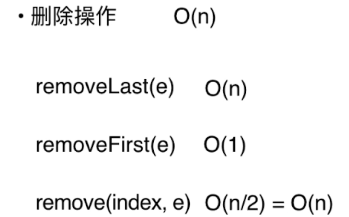 • 删除操作 O(n)
removeLast(e) O(n)
removeFirst(e) O(1)
remove(index, e) O(n/2) = O(n)